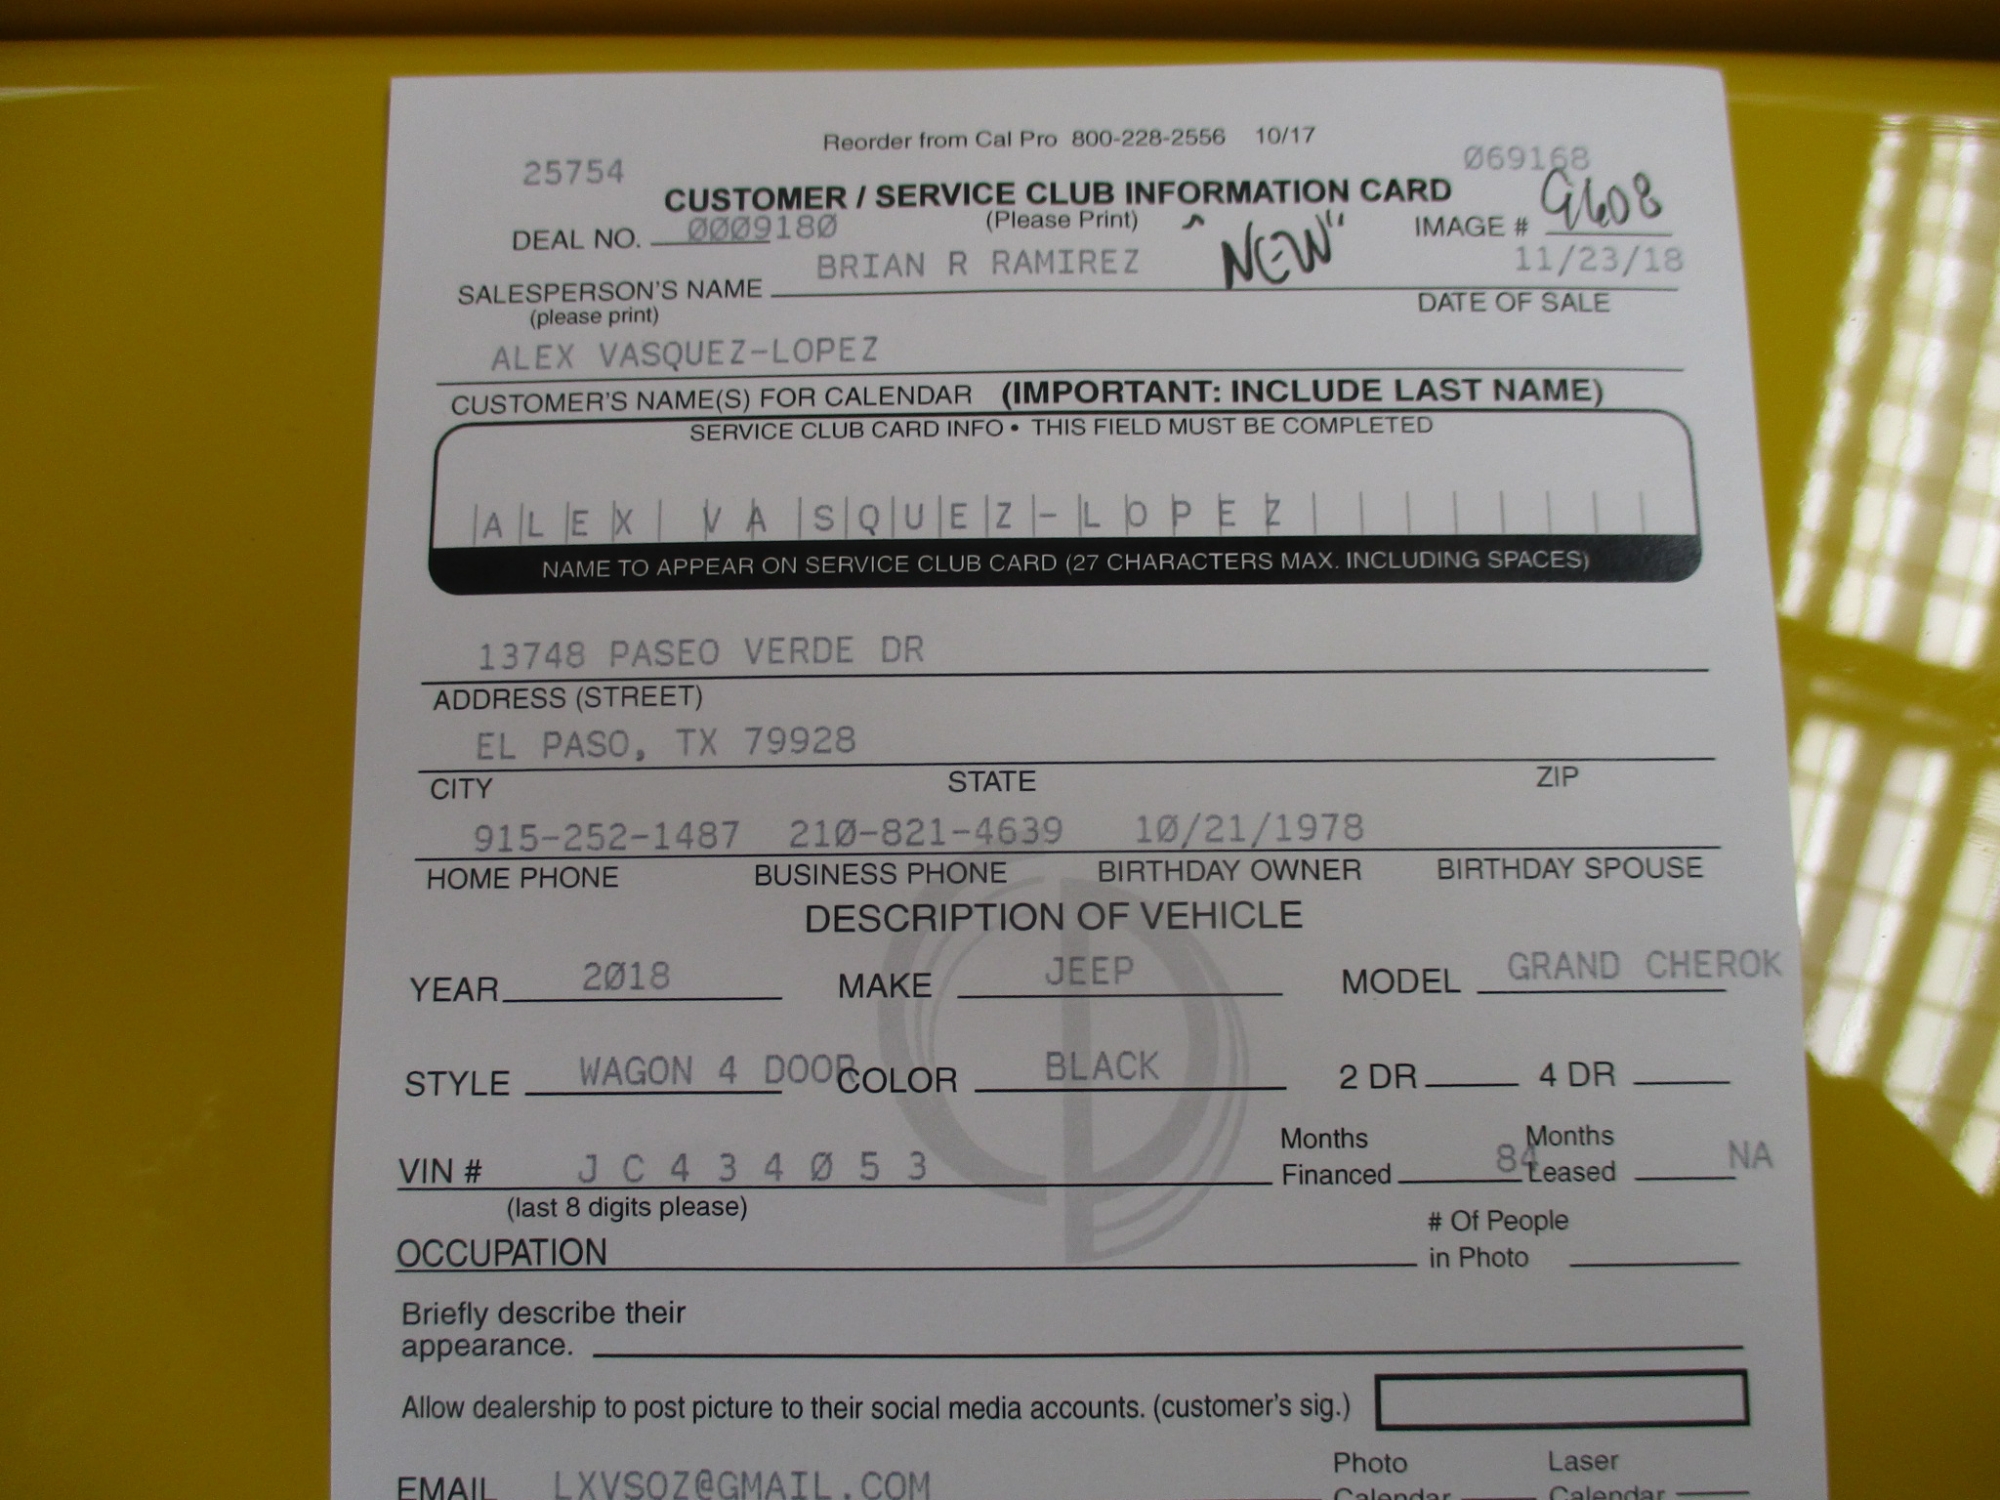 Reorder from Cal Pro 800-228-2556 10/17
25754 069168
CUSTOMER / SERVICE CLUB INFORMATION CARD
DEAL NO. 0009180 (Please Print) "NEW" IMAGE # 9608
SALESPERSON'S NAME BRIAN R RAMIREZ 11/23/18
(please print) DATE OF SALE
ALEX VASQUEZ-LOPEZ
CUSTOMER'S NAME(S) FOR CALENDAR (IMPORTANT: INCLUDE LAST NAME)
SERVICE CLUB CARD INFO • THIS FIELD MUST BE COMPLETED
ALEX VASQUEZ-LOPEZ
NAME TO APPEAR ON SERVICE CLUB CARD (27 CHARACTERS MAX. INCLUDING SPACES)
13748 PASEO VERDE DR
ADDRESS (STREET)
EL PASO, TX 79928
CITY STATE ZIP
915-252-1487 210-821-4639 10/21/1978
HOME PHONE BUSINESS PHONE BIRTHDAY OWNER BIRTHDAY SPOUSE
DESCRIPTION OF VEHICLE
YEAR 2018 MAKE JEEP MODEL GRAND CHEROK
STYLE WAGON 4 DOOR COLOR BLACK 2 DR 4 DR
VIN # JC434053 Months Financed 84 Months Leased NA
(last 8 digits please)
OCCUPATION # Of People in Photo
Briefly describe their
appearance.
Allow dealership to post picture to their social media accounts. (customer's sig.)
EMAIL LXVSOZ@GMAIL.COM Photo Calendar Laser Calendar